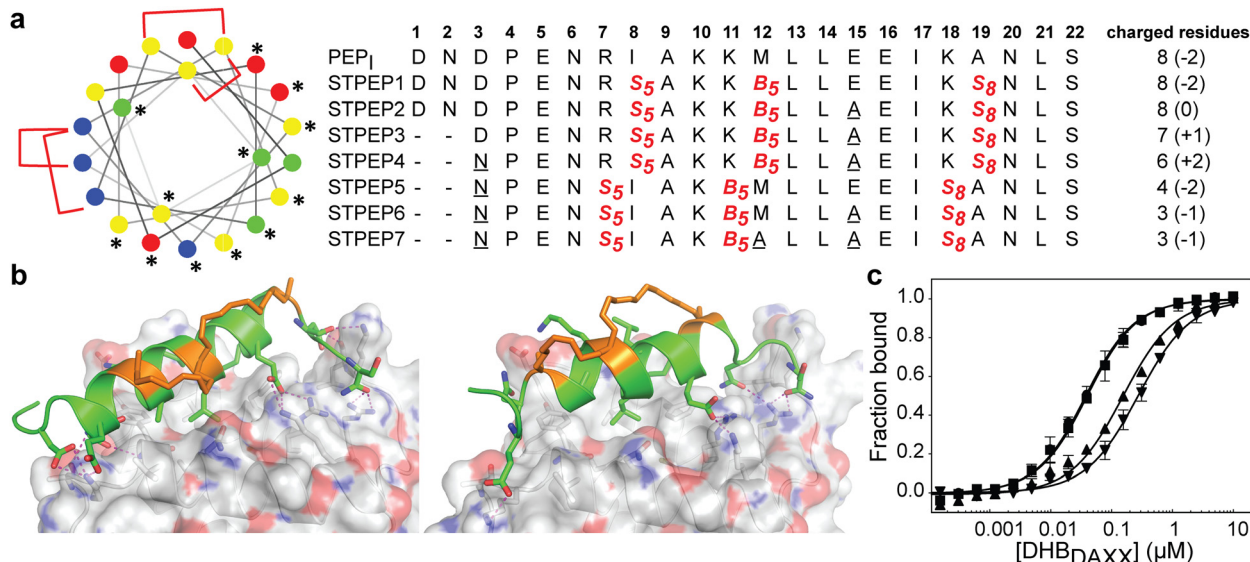 a
1 2 3 4 5 6 7 8 9 10 11 12 13 14 15 16 17 18 19 20 21 22 charged residues
PEPI D N D P E N R I A K K M L L E E I K A N L S 8 (-2)
STPEP1 D N D P E N R S5 A K K B5 L L E E I K S8 N L S 8 (-2)
STPEP2 D N D P E N R S5 A K K B5 L L A E I K S8 N L S 8 (0)
STPEP3 - - D P E N R S5 A K K B5 L L A E I K S8 N L S 7 (+1)
STPEP4 - - N P E N R S5 A K K B5 L L A E I K S8 N L S 6 (+2)
STPEP5 - - N P E N S5 I A K B5 M L L E E I S8 A N L S 4 (-2)
STPEP6 - - N P E N S5 I A K B5 M L L A E I S8 A N L S 3 (-1)
STPEP7 - - N P E N S5 I A K B5 A L L A E I S8 A N L S 3 (-1)
* * * * * * * * * * *
b
c
Fraction bound
1.0
0.8
0.6
0.4
0.2
0.0
0.001 0.01 0.1 1 10
[DHBDAXX] (µM)